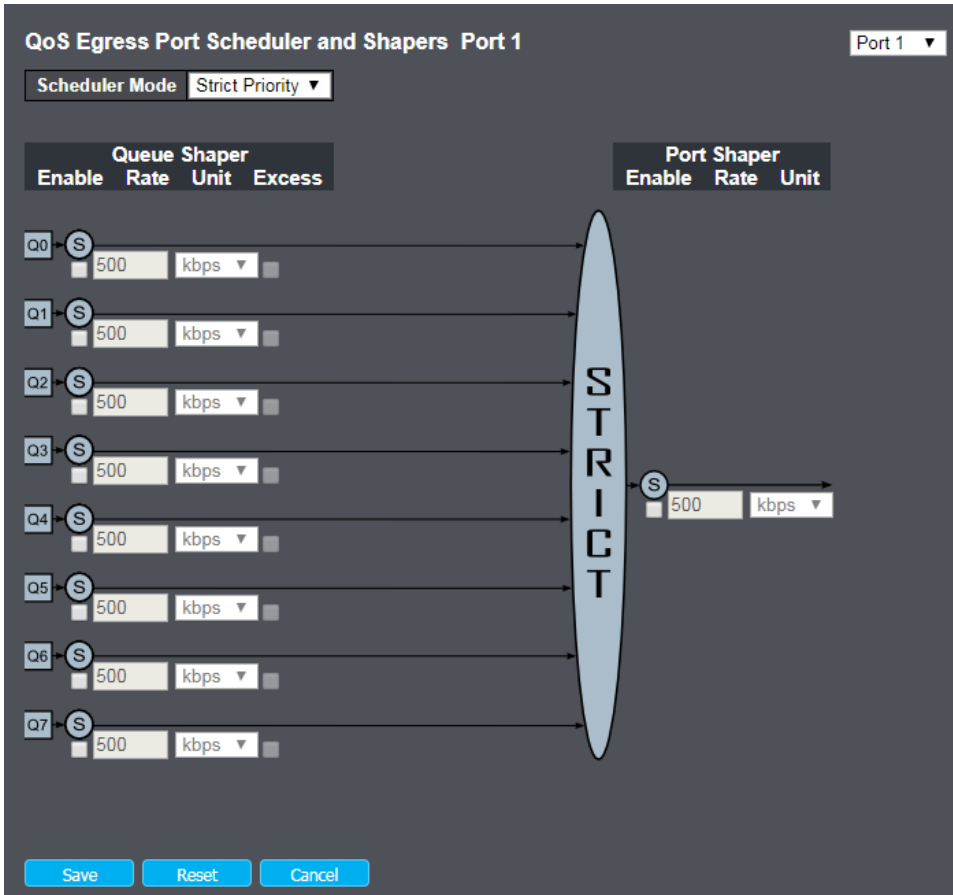 QoS Egress Port Scheduler and Shapers Port 1
Port 1
Scheduler Mode Strict Priority
Queue Shaper
Enable Rate Unit Excess
Port Shaper
Enable Rate Unit
Q0 S
500 kbps
Q1 S
500 kbps
Q2 S
500 kbps
Q3 S
500 kbps
Q4 S
500 kbps
Q5 S
500 kbps
Q6 S
500 kbps
Q7 S
500 kbps
STRICT
S
500 kbps
Save Reset Cancel